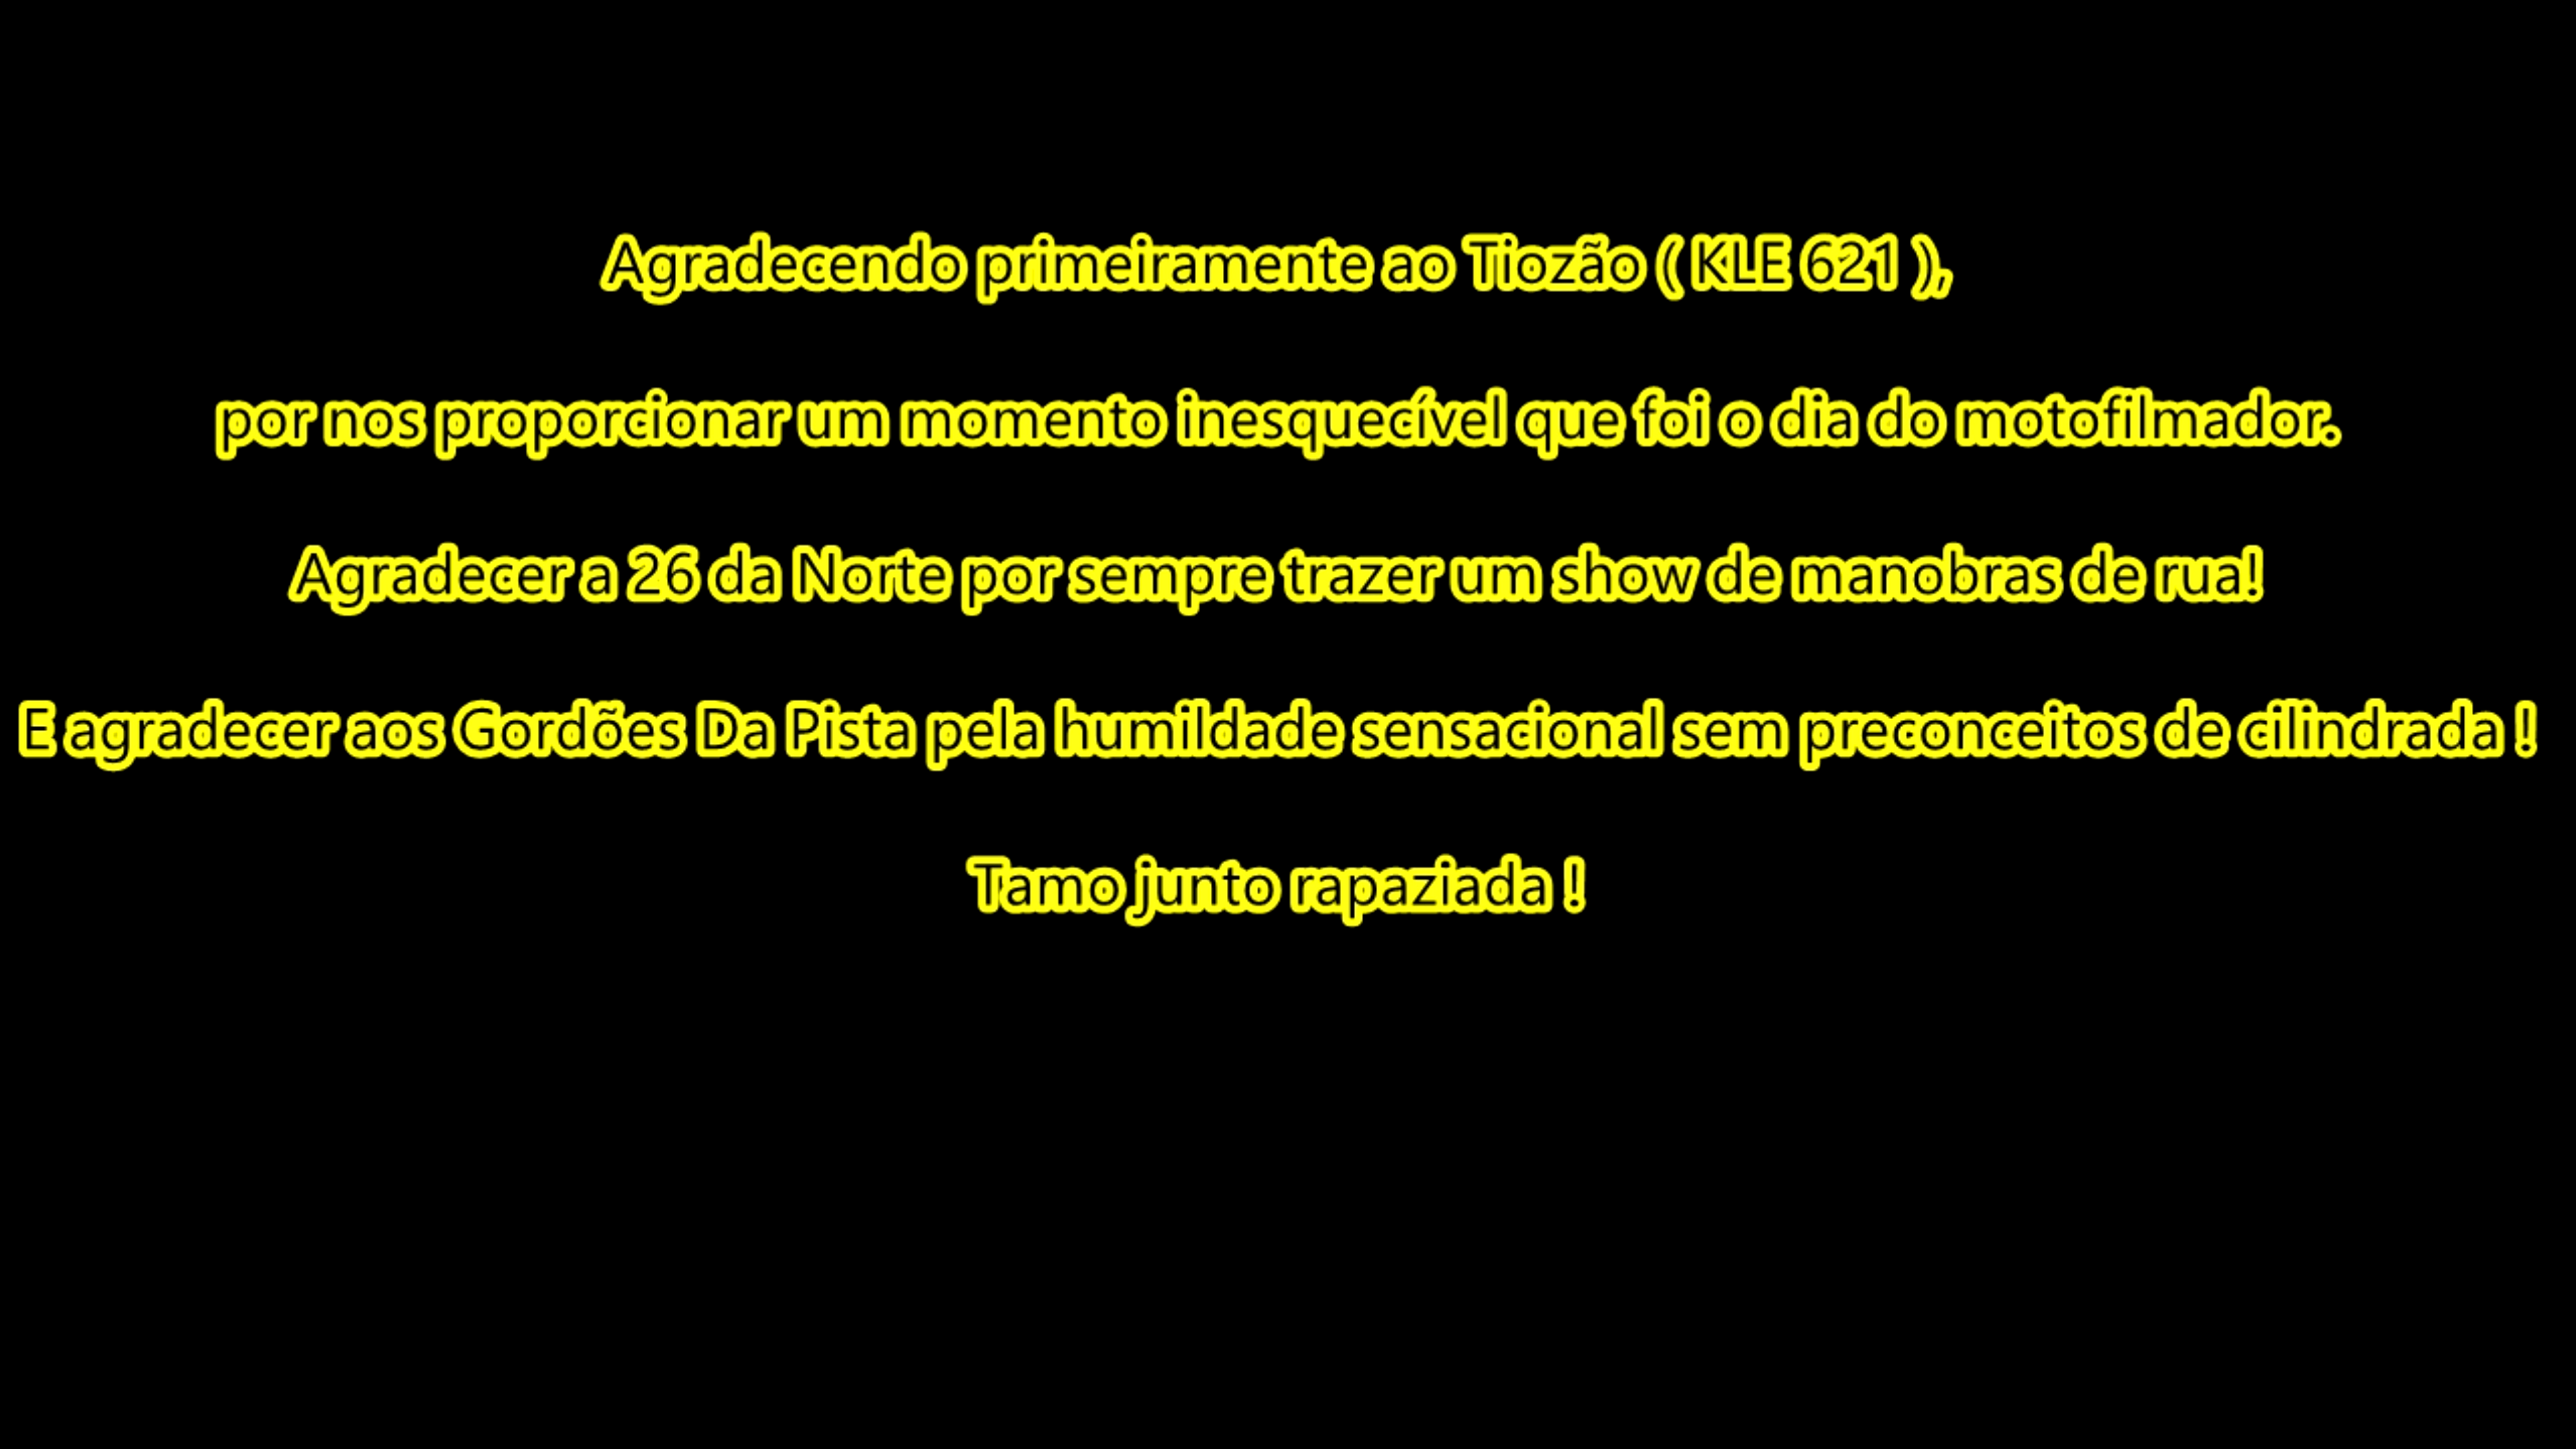 Agradecendo primeiramente ao Tiozão ( KLE 621 ),
por nos proporcionar um momento inesquecível que foi o dia do motofilmador.
Agradecer a 26 da Norte por sempre trazer um show de manobras de rua!
E agradecer aos Gordões Da Pista pela humildade sensacional sem preconceitos de cilindrada !
Tamo junto rapaziada !